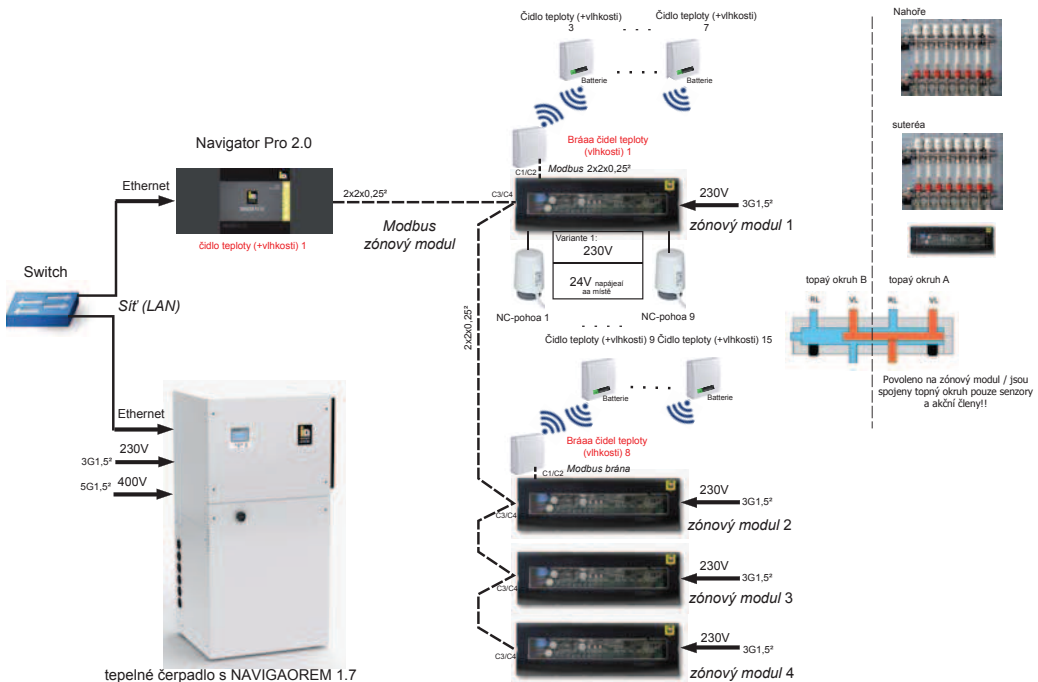 Čidlo teploty (+vlhkosti)
3
- - - -
Čidlo teploty (+vlhkosti)
7
Batterie
Batterie
Nahoře
Bráaa čidel teploty
(vlhkosti) 1
C1/C2
Modbus 2x2x0,25²
suteréa
Navigator Pro 2.0
Ethernet
čidlo teploty (+vlhkosti) 1
2x2x0,25²
Modbus
zónový modul
C3/C4
230V
3G1,5²
zónový modul 1
Variante 1:
230V
24V napájeal
aa místě
NC-pohoa 1
NC-pohoa 9
Switch
Síť (LAN)
2x2x0,25²
topaý okruh B
topaý okruh A
RL
VL
RL
VL
Povoleno na zónový modul / jsou
spojeny topný okruh pouze senzory
a akční členy!!
Čidlo teploty (+vlhkosti) 9 Čidlo teploty (+vlhkosti) 15
Batterie
Batterie
Bráaa čidel teploty
(vlhkosti) 8
C1/C2
Modbus brána
Ethernet
230V
3G1,5²
5G1,5²
400V
C3/C4
230V
3G1,5²
zónový modul 2
C3/C4
230V
3G1,5²
zónový modul 3
C3/C4
230V
3G1,5²
zónový modul 4
tepelné čerpadlo s NAVIGAOREM 1.7